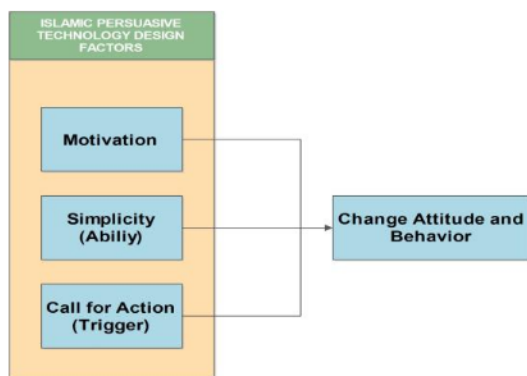 ISLAMIC PERSUASIVE
TECHNOLOGY DESIGN
FACTORS
Motivation
Simplicity
(Abiliy)
Call for Action
(Trigger)
Change Attitude and
Behavior